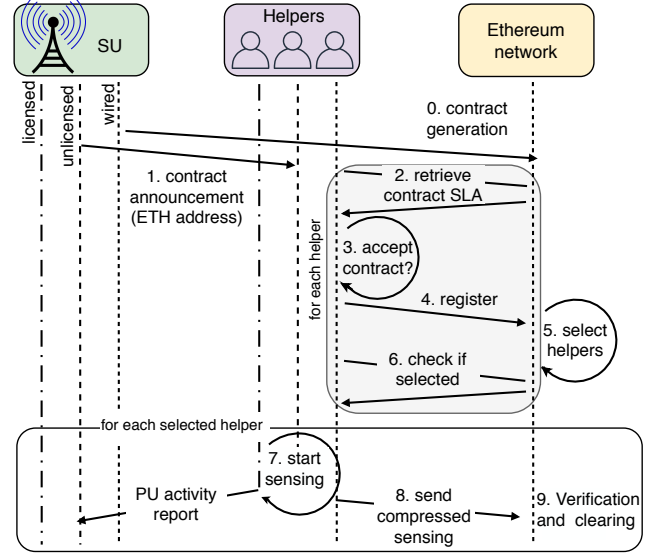 SU
Helpers
Ethereum
network
licensed
unlicensed
wired
0. contract
generation
1. contract
announcement
(ETH address)
2. retrieve
contract SLA
for each helper
3. accept
contract?
4. register
5. select
helpers
6. check if
selected
for each selected helper
7. start
sensing
PU activity
report
8. send
compressed
sensing
9. Verification
and clearing